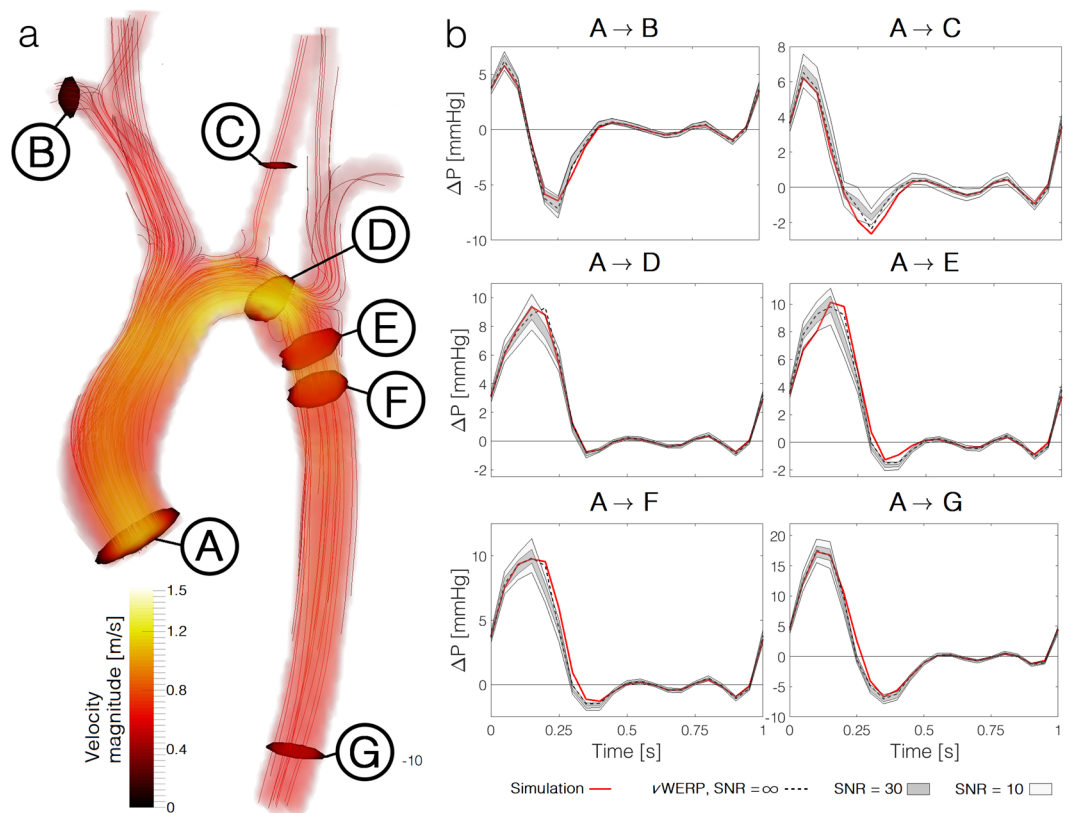 a
B
C
D
E
F
A
G
Velocity
magnitude [m/s]
1.5
1.2
0.8
0.4
0
-10
b
A → B
ΔP [mmHg]
5
0
-5
-10
A → C
8
6
4
2
0
-2
A → D
ΔP [mmHg]
10
8
6
4
2
0
-2
A → E
10
8
6
4
2
0
-2
A → F
ΔP [mmHg]
10
5
0
0 0.25 0.5 0.75 1
Time [s]
A → G
20
15
10
5
0
-5
-10
-10
0 0.25 0.5 0.75 1
Time [s]
Simulation
νWERP, SNR = ∞
SNR = 30
SNR = 10